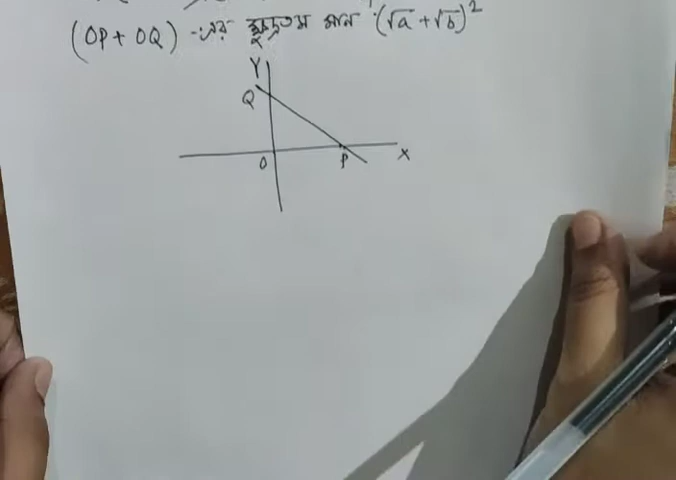 (OP + OQ) -এর ক্ষুদ্রতম মান (√a + √b)²
Y
Q
O
P
X